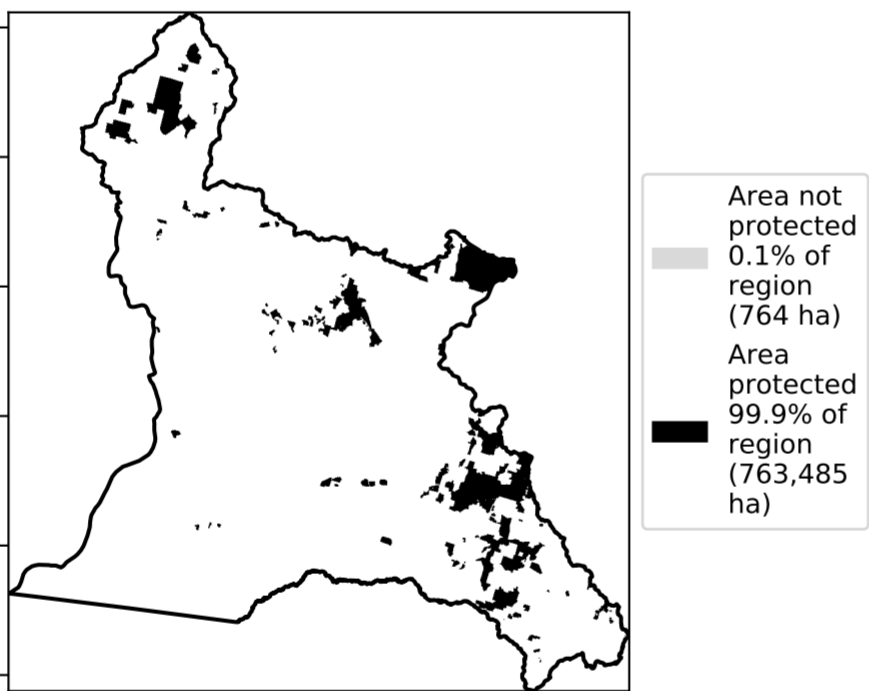 Area not
protected
0.1% of
region
(764 ha)
Area
protected
99.9% of
region
(763,485
ha)